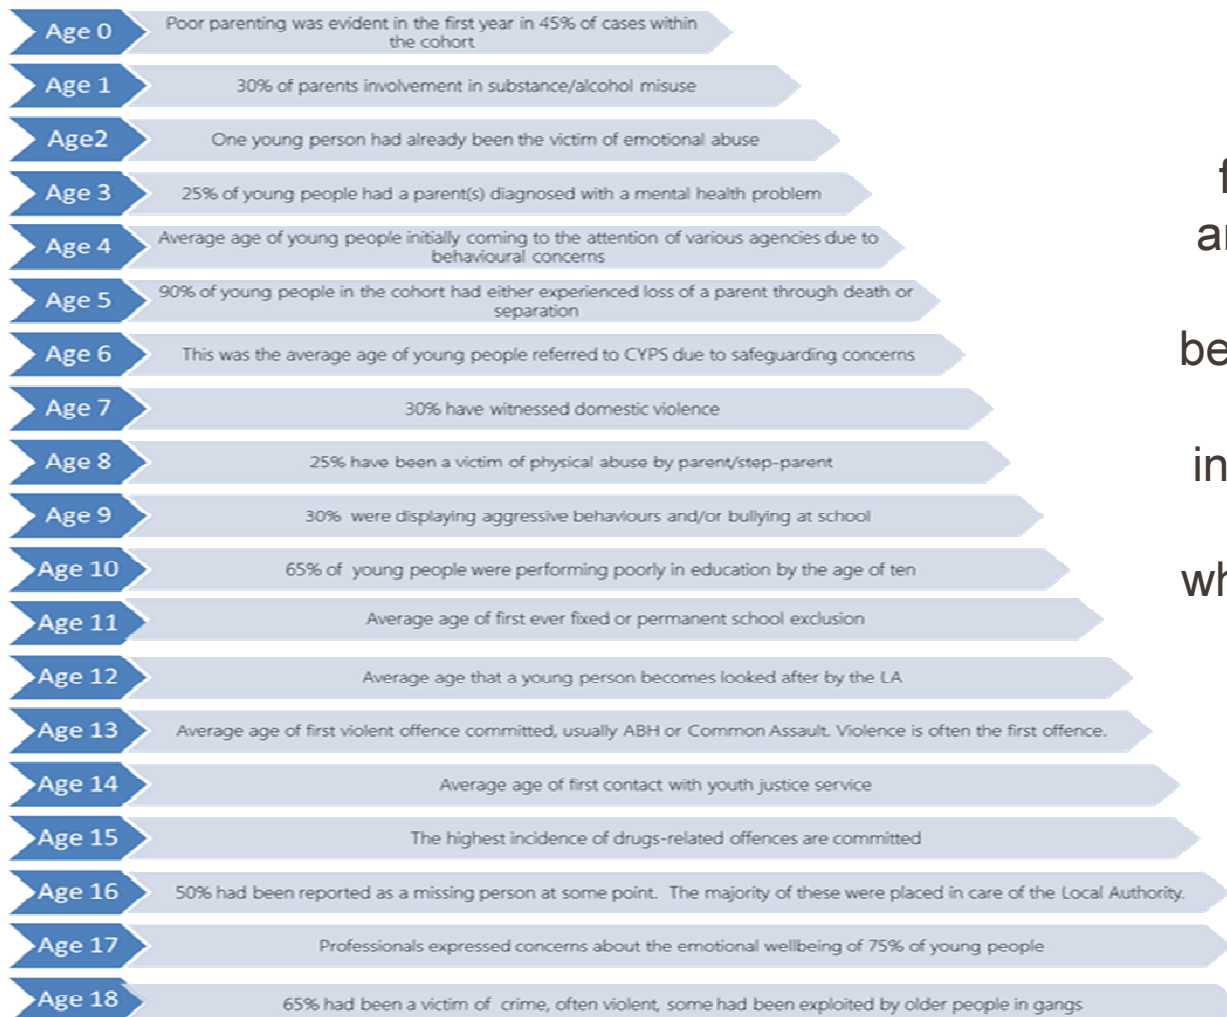 Age 0
Poor parenting was evident in the first year in 45% of cases within
the cohort
Age 1
30% of parents involvement in substance/alcohol misuse
Age2
One young person had already been the victim of emotional abuse
Age 3
25% of young people had a parent(s) diagnosed with a mental health problem
Age 4
Average age of young people initially coming to the attention of various agencies due to
behavioural concerns
Age 5
90% of young people in the cohort had either experienced loss of a parent through death or
separation
Age 6
This was the average age of young people referred to CYPS due to safeguarding concerns
Age 7
30% have witnessed domestic violence
Age 8
25% have been a victim of physical abuse by parent/step-parent
Age 9
30% were displaying aggressive behaviours and/or bullying at school
Age 10
65% of young people were performing poorly in education by the age of ten
Age 11
Average age of first ever fixed or permanent school exclusion
Age 12
Average age that a young person becomes looked after by the LA
Age 13
Average age of first violent offence committed, usually ABH or Common Assault. Violence is often the first offence.
Age 14
Average age of first contact with youth justice service
Age 15
The highest incidence of drugs-related offences are committed
Age 16
50% had been reported as a missing person at some point. The majority of these were placed in care of the Local Authority.
Age 17
Professionals expressed concerns about the emotional wellbeing of 75% of young people
Age 18
65% had been a victim of crime, often violent, some had been exploited by older people in gangs
be
in